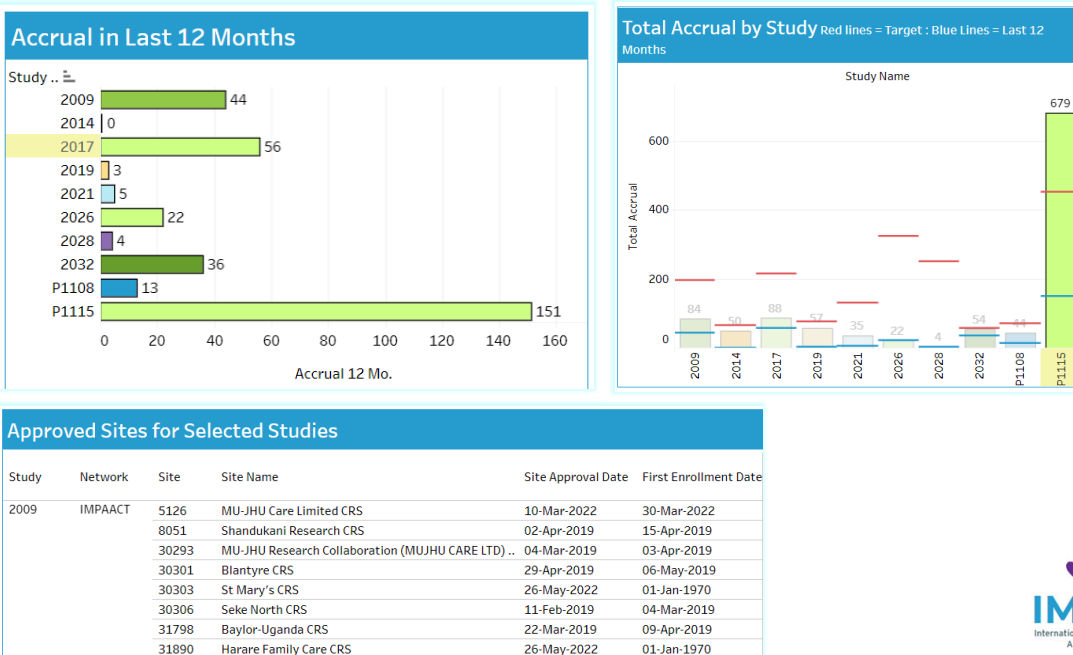 Accrual in Last 12 Months
Study ..
2009 44
2014 0
2017 56
2019 3
2021 5
2026 22
2028 4
2032 36
P1108 13
P1115 151
0 20 40 60 80 100 120 140 160
Accrual 12 Mo.
Total Accrual by Study Red lines = Target : Blue Lines = Last 12
Months
Study Name
679
600
400
200
0
Total Accrual
84 50 88 57 35 22 4 54 44
2009 2014 2017 2019 2021 2026 2028 2032 P1108 P1115
Approved Sites for Selected Studies
Study Network Site Site Name Site Approval Date First Enrollment Date
2009 IMPAACT 5126 MU-JHU Care Limited CRS 10-Mar-2022 30-Mar-2022
8051 Shandukani Research CRS 02-Apr-2019 15-Apr-2019
30293 MU-JHU Research Collaboration (MUJHU CARE LTD) .. 04-Mar-2019 03-Apr-2019
30301 Blantyre CRS 29-Apr-2019 06-May-2019
30303 St Mary's CRS 26-May-2022 01-Jan-1970
30306 Seke North CRS 11-Feb-2019 04-Mar-2019
31798 Baylor-Uganda CRS 22-Mar-2019 09-Apr-2019
31890 Harare Family Care CRS 26-May-2022 01-Jan-1970